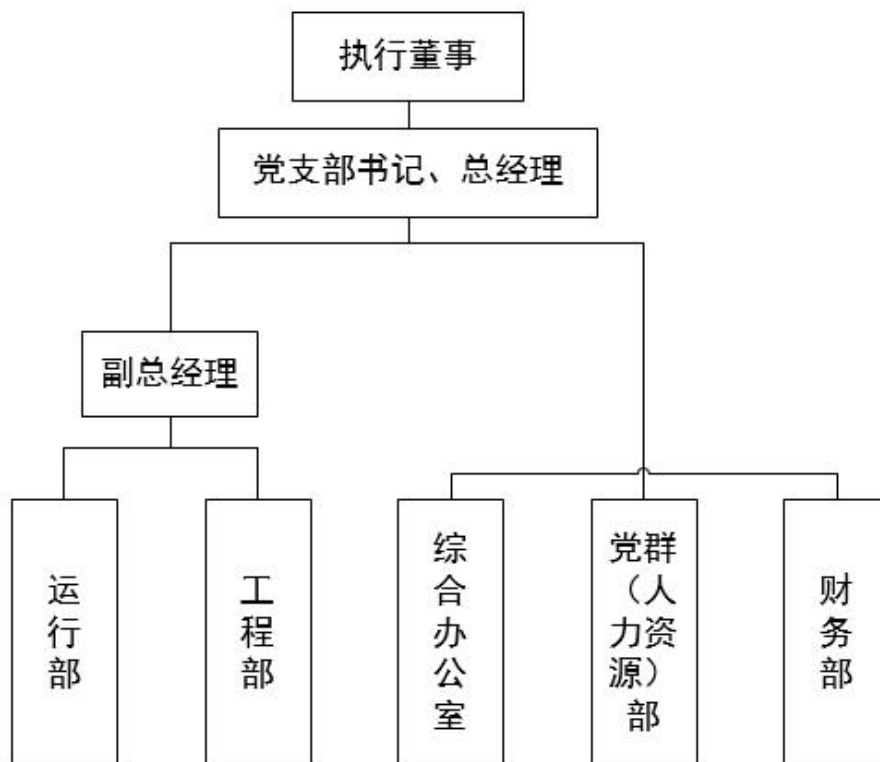 执行董事
党支部书记、总经理
副总经理
运行部
工程部
综合办公室
党群
（人
力资
源）
部
财务部